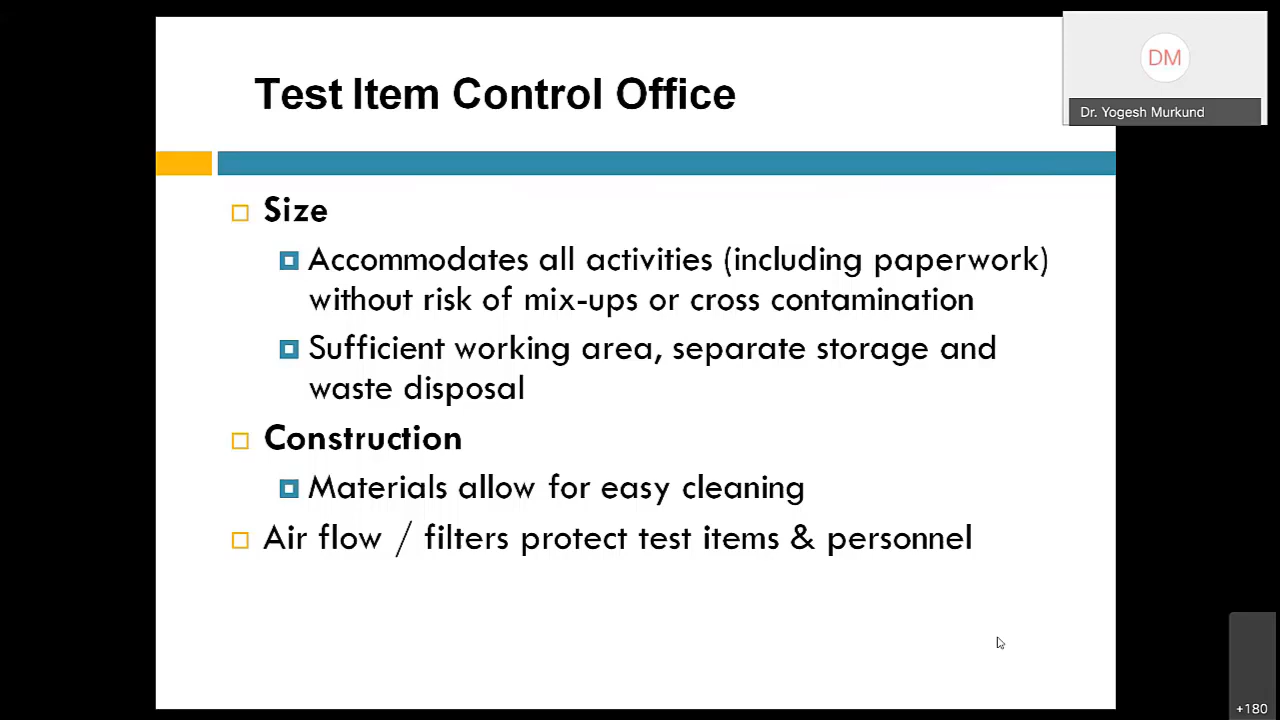 Test Item Control Office
DM
Dr. Yogesh Murkund
Size
Accommodates all activities (including paperwork)
without risk of mix-ups or cross contamination
Sufficient working area, separate storage and
waste disposal
Construction
Materials allow for easy cleaning
Air flow / filters protect test items & personnel
+180